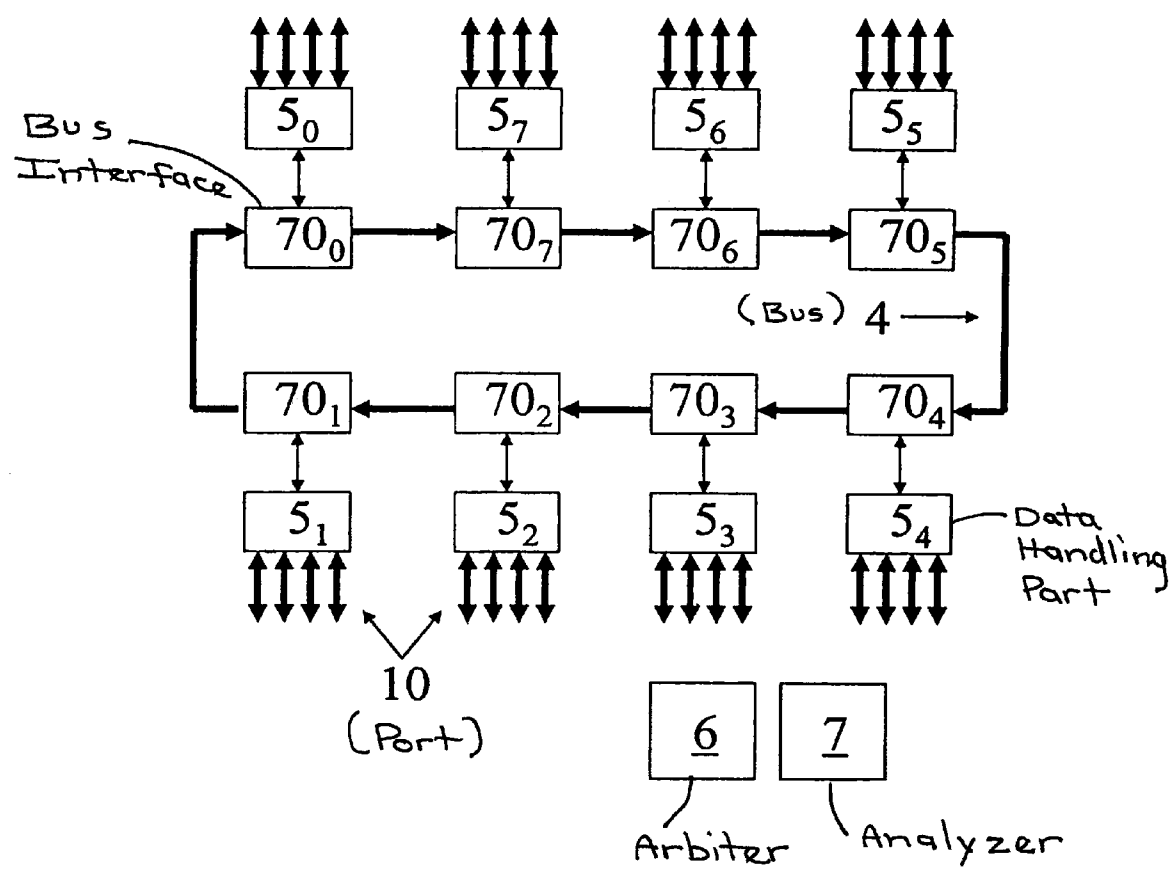 5₀ 5₇ 5₆ 5₅
Bus
Interface
70₀ 70₇ 70₆ 70₅
(Bus) 4
70₁ 70₂ 70₃ 70₄
5₁ 5₂ 5₃ 5₄
Data
Handling
Part
10
(Port)
6 7
Arbiter Analyzer